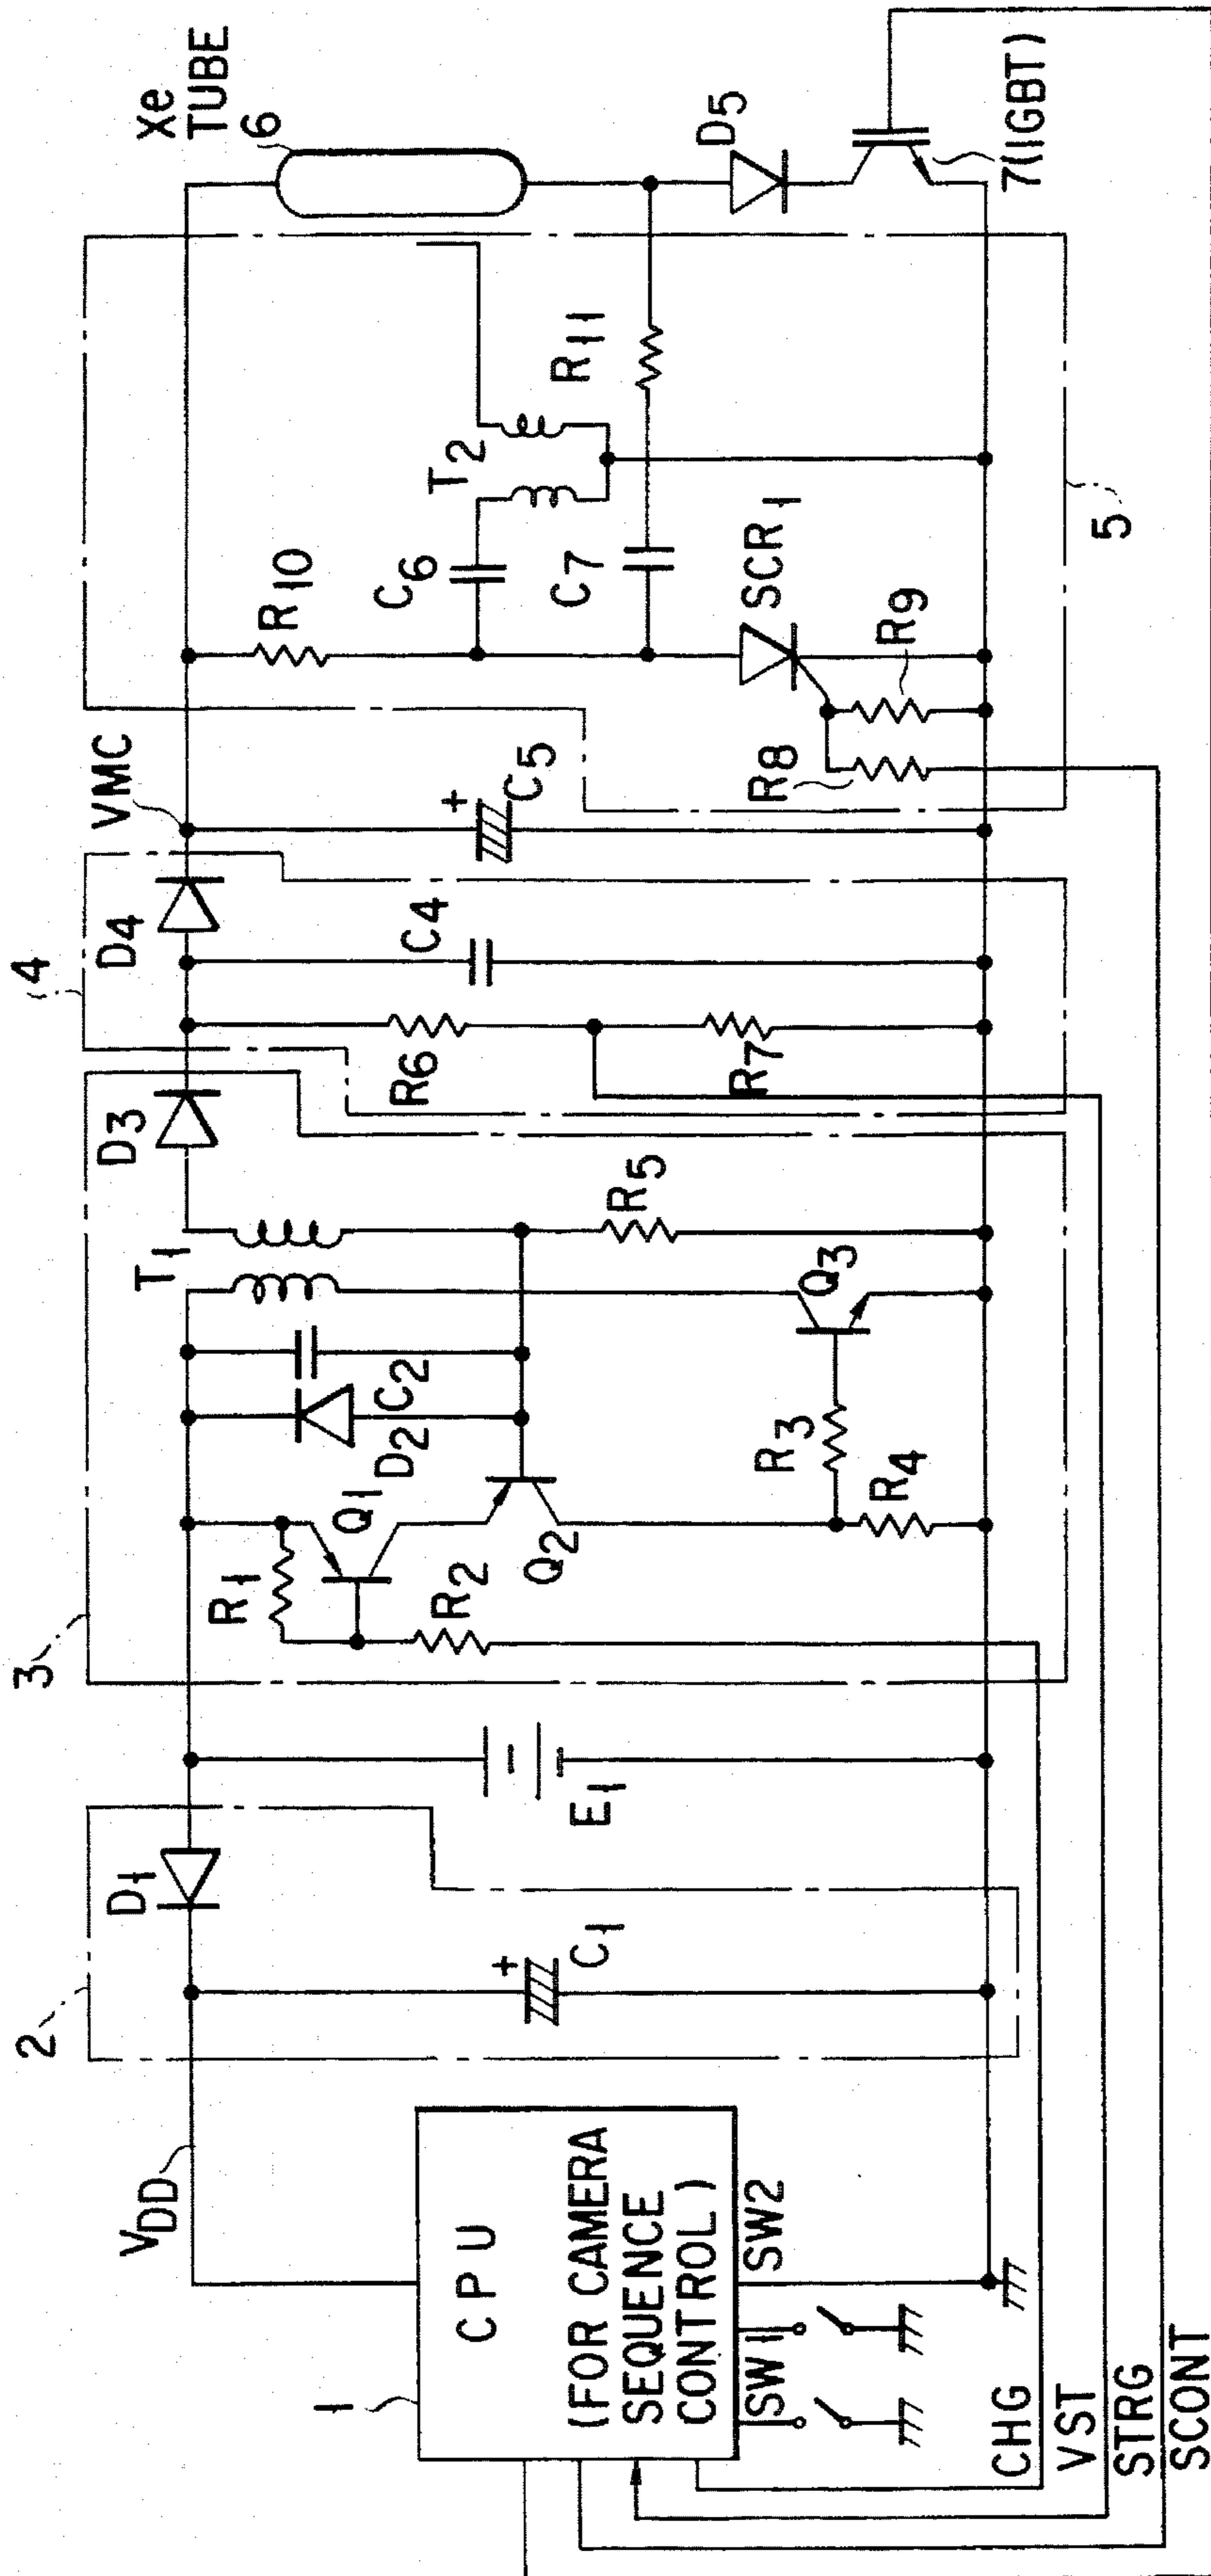 Xe
TUBE
6
VMC
D4
4
D3
3
D1
2
VDD
T1
R10
C6
T2
R11
C7
D5
7(IGBT)
SCR1
R9
R8
5
C5
C4
R6
R7
R5
Q3
C2
D2
Q1
Q2
R1
R2
R3
R4
E1
C1
+
+
1
CPU
(FOR CAMERA
SEQUENCE
CONTROL)
SW1
SW2
CHG
VST
STRG
SCONT